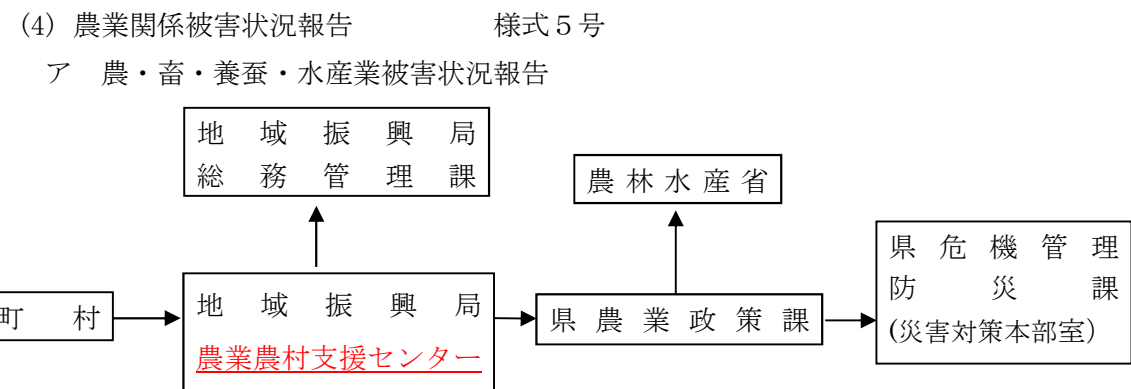 (4) 農業関係被害状況報告 様式5号
ア 農・畜・養蚕・水産業被害状況報告
地域振興局
総務管理課
農林水産省
県危機管理
防災課
(災害対策本部室)
町村
地域振興局
農業農村支援センター
県農業政策課